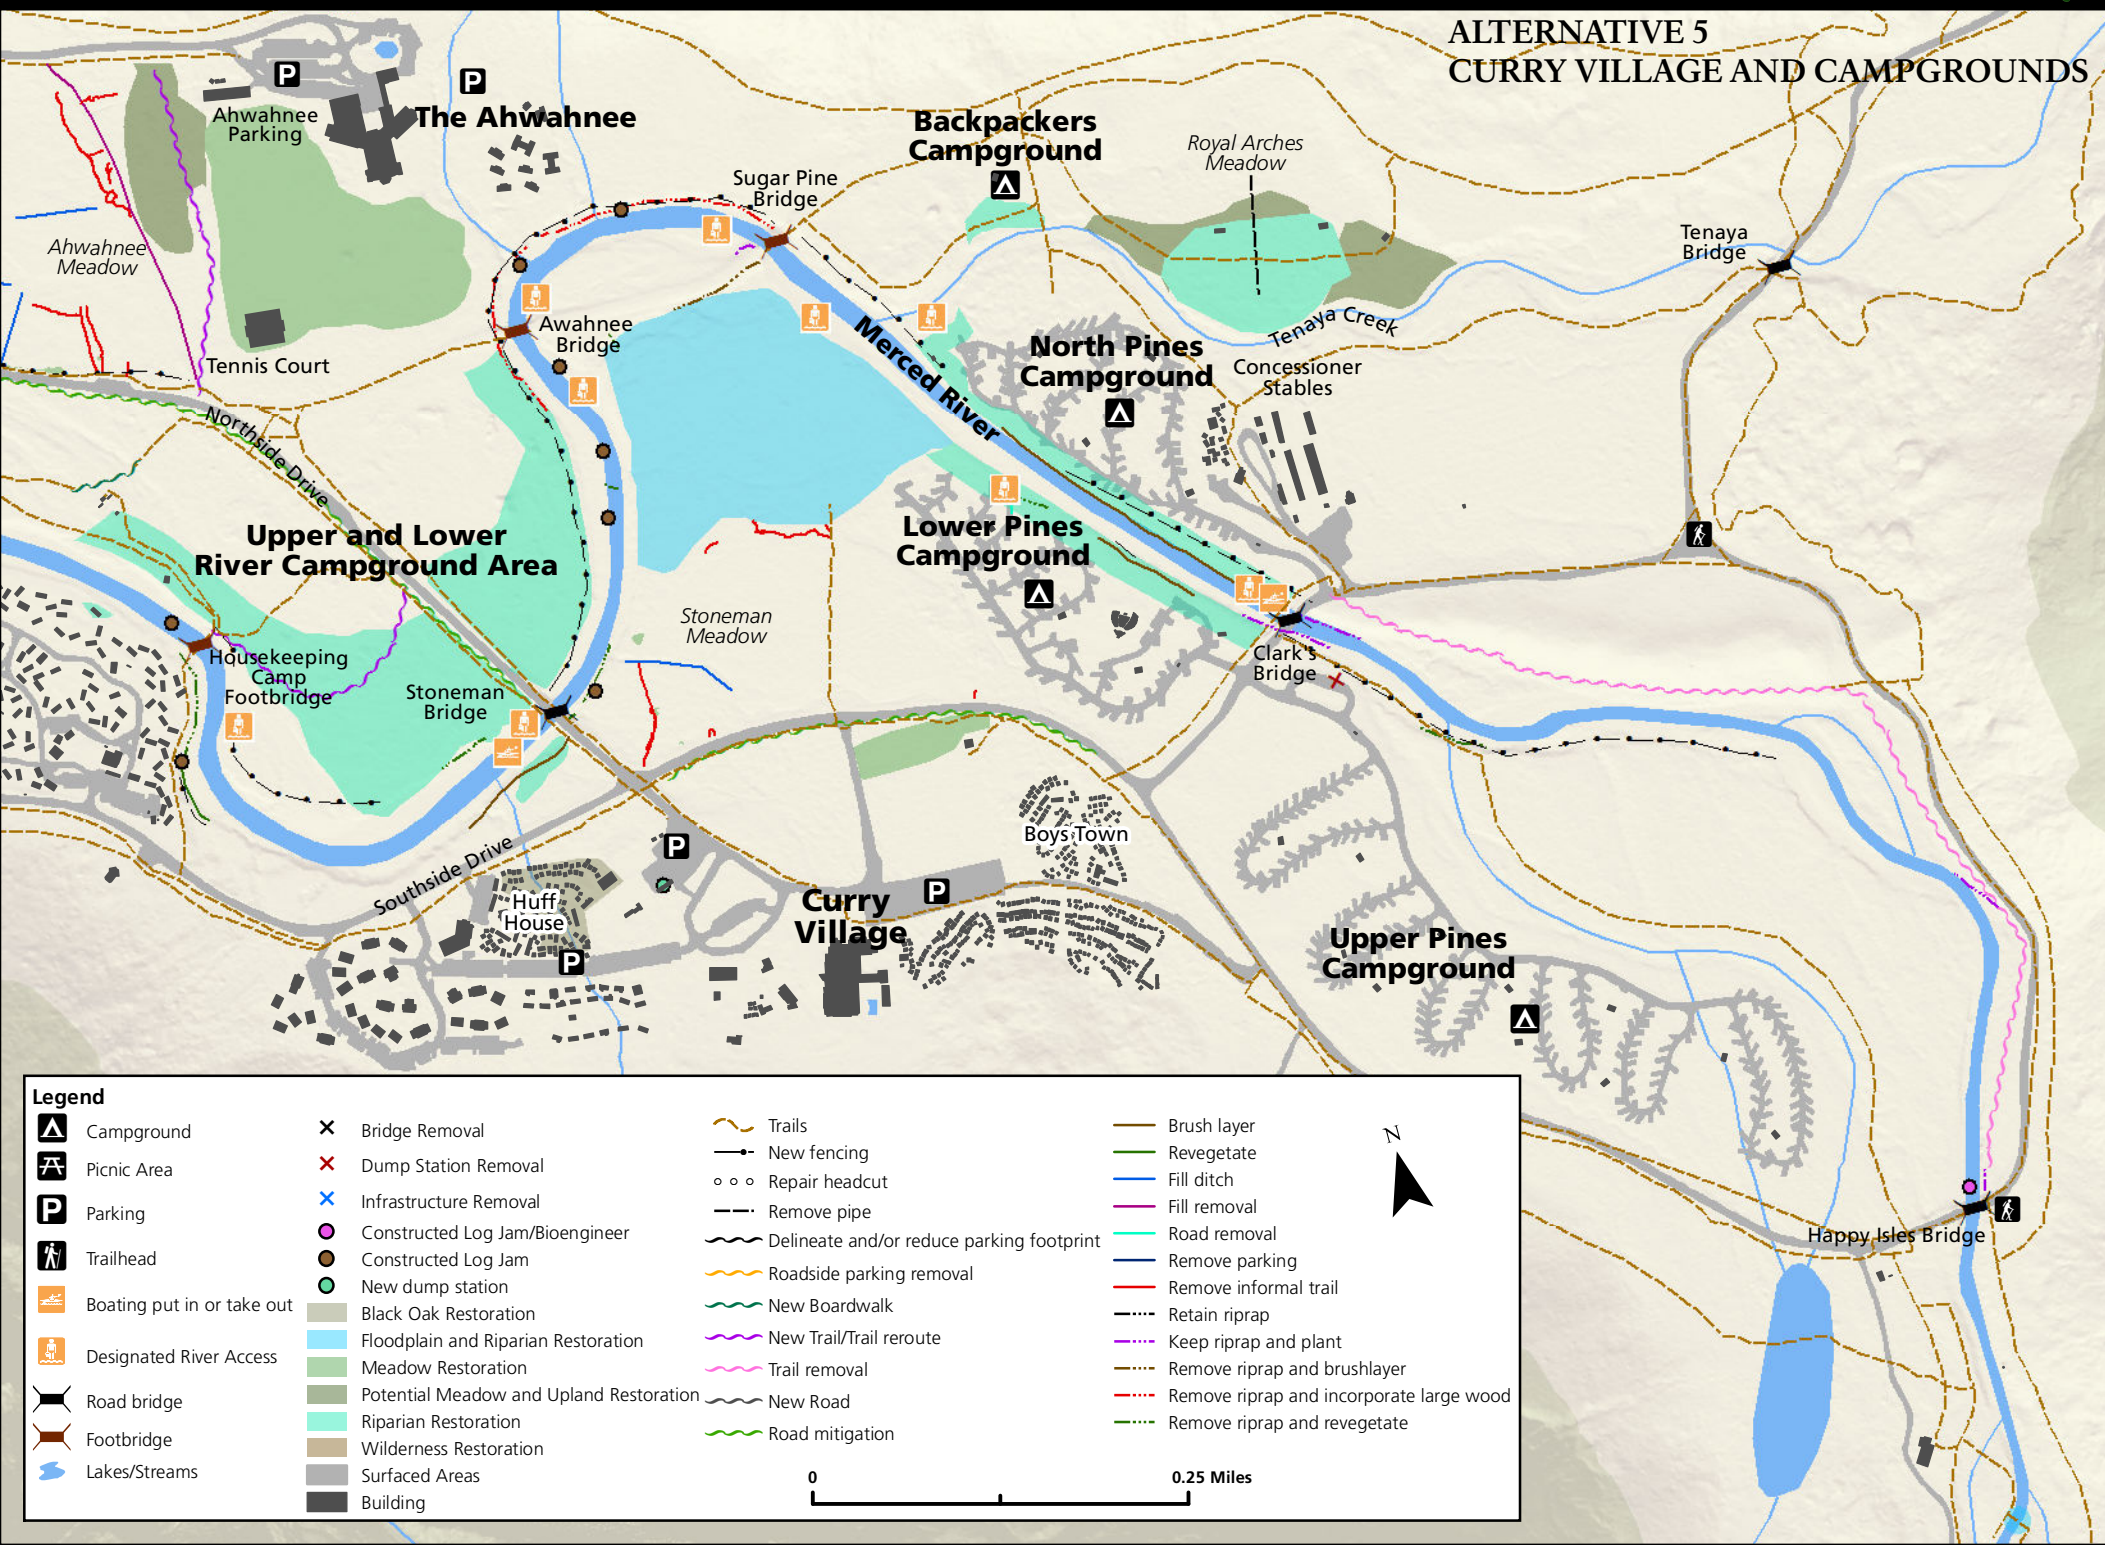 ALTERNATIVE 5
CURRY VILLAGE AND CAMPGROUNDS
Ahwahnee
Parking
The Ahwahnee
Backpackers
Campground
Royal Arches
Meadow
Sugar Pine
Bridge
Tenaya
Bridge
Ahwahnee
Meadow
Awahnee
Bridge
Tennis Court
Merced River
North Pines
Campground
Tenaya Creek
Concessioner
Stables
Northside Drive
Upper and Lower
River Campground Area
Lower Pines
Campground
Stoneman
Meadow
Housekeeping
Camp
Footbridge
Stoneman
Bridge
Clark's
Bridge
Southside Drive
Boys Town
Huff
House
Curry
Village
Upper Pines
Campground
Happy Isles Bridge
Legend
Campground
Picnic Area
Parking
Trailhead
Boating put in or take out
Designated River Access
Road bridge
Footbridge
Lakes/Streams
Bridge Removal
Dump Station Removal
Infrastructure Removal
Constructed Log Jam/Bioengineer
Constructed Log Jam
New dump station
Black Oak Restoration
Floodplain and Riparian Restoration
Meadow Restoration
Potential Meadow and Upland Restoration
Riparian Restoration
Wilderness Restoration
Surfaced Areas
Building
Trails
New fencing
Repair headcut
Remove pipe
Delineate and/or reduce parking footprint
Roadside parking removal
New Boardwalk
New Trail/Trail reroute
Trail removal
New Road
Road mitigation
Brush layer
Revegetate
Fill ditch
Fill removal
Road removal
Remove parking
Remove informal trail
Retain riprap
Keep riprap and plant
Remove riprap and brushlayer
Remove riprap and incorporate large wood
Remove riprap and revegetate
N
0 0.25 Miles
P
P
P
P
P
P